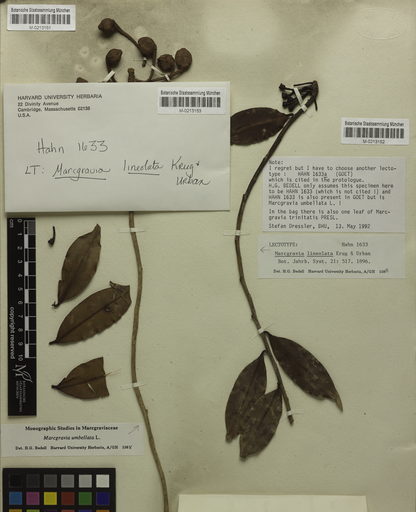 Botanische Staatssammlung München
M-0213151
HARVARD UNIVERSITY HERBARIA
22 Divinity Avenue
Cambridge, Massachusetts 02138
U.S.A.
Botanische Staatssammlung München
M-0213153
Hahn 1633
LT: Marcgravia lineolata Krug &
Urban
Botanische Staatssammlung München
M-0213152
Note:
I regret but I have to choose another lecto-
type : HAHN 1633a (GOET)
which is cited in the protologue.
H.G. BEDELL only assumes this specimen here
to be HAHN 1633 (which is not cited !) and
HAHN 1633 is also present in GOET but is
Marcgravia umbellata L. !
In the bag there is also one leaf of Marc-
gravia trinitatis PRESL.
Stefan Dressler, BHU, 13. May 1992
LECTOTYPE: Hahn 1633
Marcgravia lineolata Krug & Urban
Bot. Jahrb. Syst. 21: 517. 1896.
Det. H.G. Bedell Harvard University Herbaria, A/GH
Monographic Studies in Marcgraviaceae
Marcgravia umbellata L.
Det. H.G. Bedell Harvard University Herbaria, A/GH